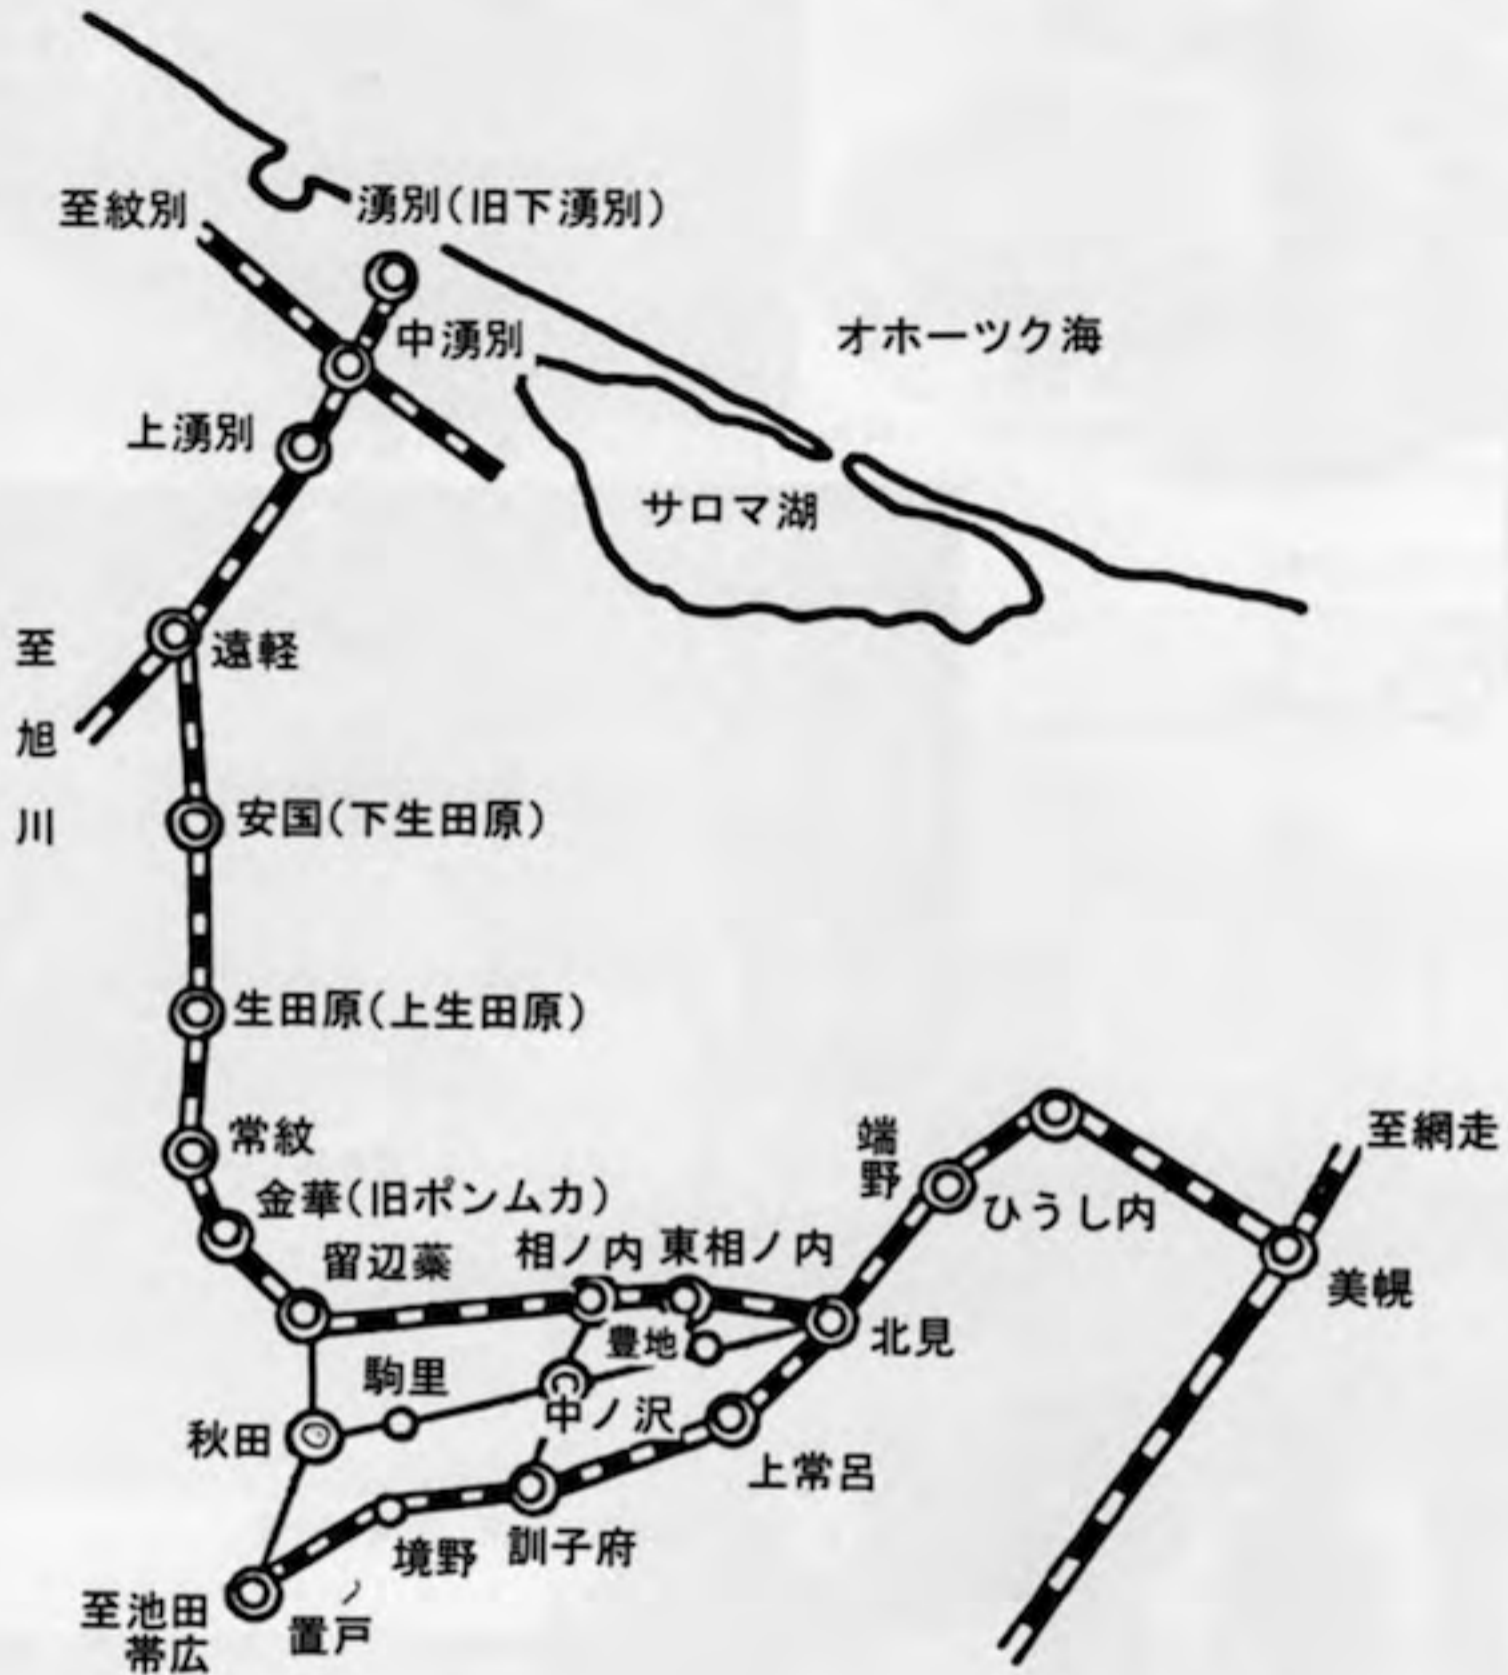 至紋別
湧別(旧下湧別)
中湧別
オホーツク海
上湧別
サロマ湖
遠軽
至旭川
安国(下生田原)
生田原(上生田原)
常紋
金華(旧ポンムカ)
留辺蘂
相ノ内
東相ノ内
端野
ひうし内
至網走
美幌
北見
豊地
駒里
中ノ沢
秋田
上常呂
訓子府
境野
置戸
至池田
帯広